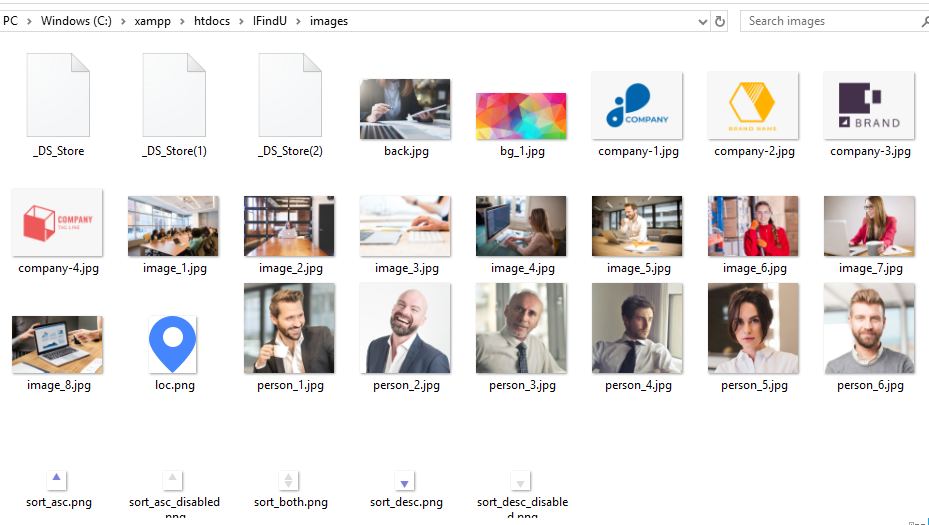 PC > Windows (C:) > xampp > htdocs > IFindU > images
Search images
_DS_Store
_DS_Store(1)
_DS_Store(2)
back.jpg
bg_1.jpg
COMPANY
company-1.jpg
BRAND NAME
company-2.jpg
BRAND
company-3.jpg
COMPANY
TAG LINE
company-4.jpg
image_1.jpg
image_2.jpg
image_3.jpg
image_4.jpg
image_5.jpg
image_6.jpg
image_7.jpg
image_8.jpg
loc.png
person_1.jpg
person_2.jpg
person_3.jpg
person_4.jpg
person_5.jpg
person_6.jpg
sort_asc.png
sort_asc_disabled
.png
sort_both.png
sort_desc.png
sort_desc_disable
d.png